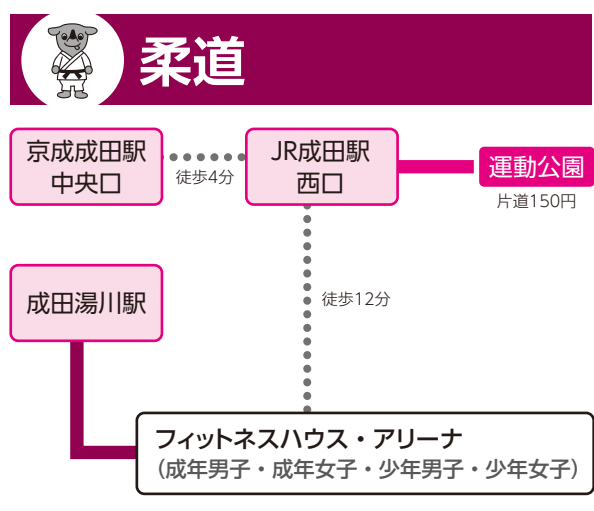 柔道
京成成田駅
中央口
徒歩4分
JR成田駅
西口
運動公園
片道150円
成田湯川駅
徒歩12分
フィットネスハウス・アリーナ
（成年男子・成年女子・少年男子・少年女子）